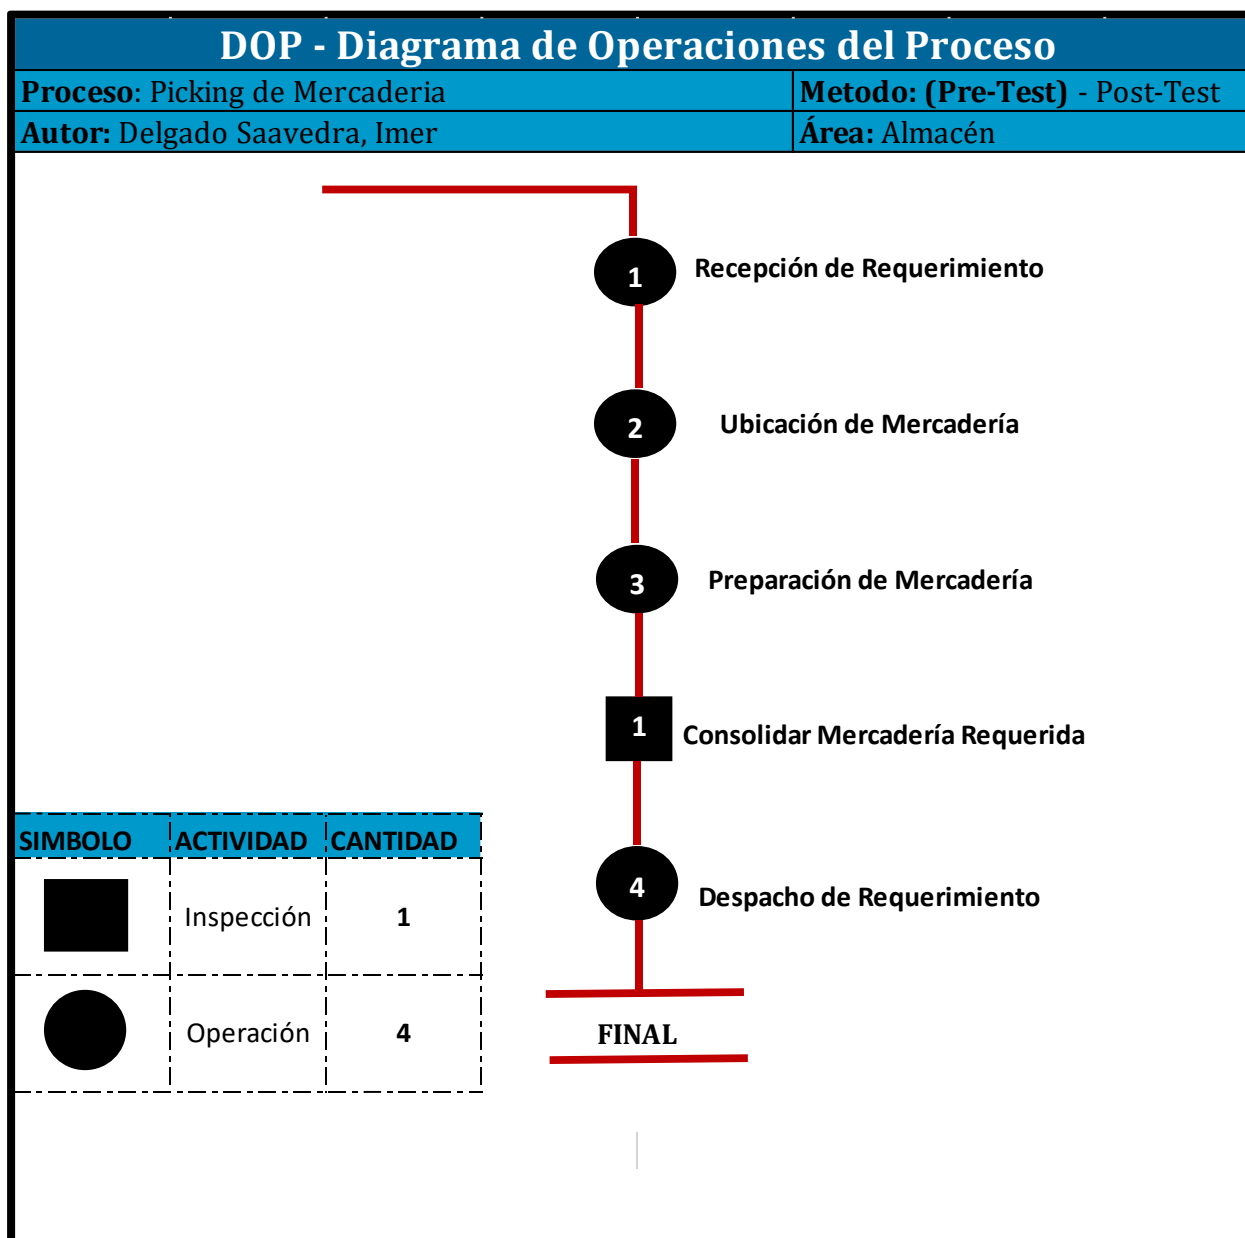 DOP - Diagrama de Operaciones del Proceso
Proceso: Picking de Mercaderia
Metodo: (Pre-Test) - Post-Test
Autor: Delgado Saavedra, Imer
Área: Almacén
1 Recepción de Requerimiento
2 Ubicación de Mercadería
3 Preparación de Mercadería
1 Consolidar Mercadería Requerida
4 Despacho de Requerimiento
FINAL
SIMBOLO ACTIVIDAD CANTIDAD
Inspección 1
Operación 4